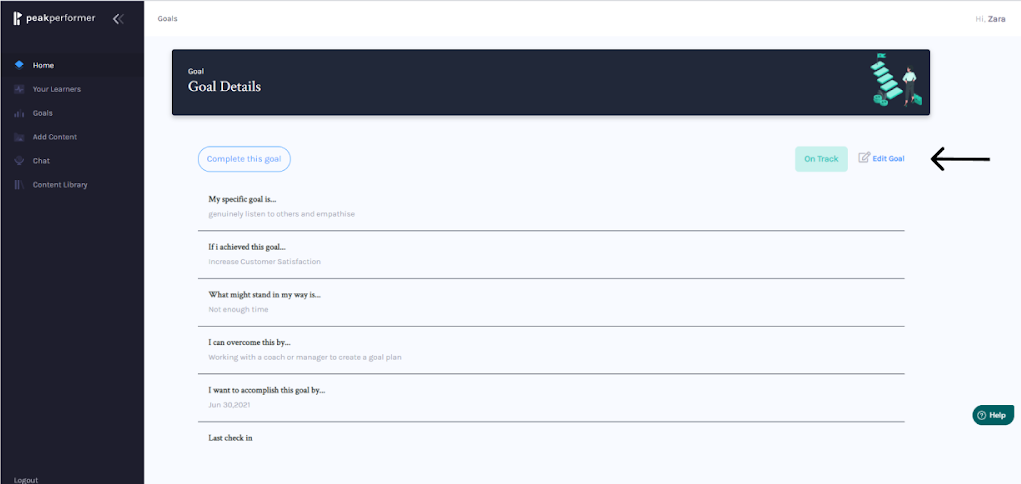 peakperformer
Goals
Hi, Zara
Home
Your Learners
Goals
Add Content
Chat
Content Library
Logout
Goal
Goal Details
Complete this goal
On Track
Edit Goal
My specific goal is...
genuinely listen to others and empathise
If i achieved this goal...
Increase Customer Satisfaction
What might stand in my way is...
Not enough time
I can overcome this by...
Working with a coach or manager to create a goal plan
I want to accomplish this goal by...
Jun 30,2021
Last check in
Help